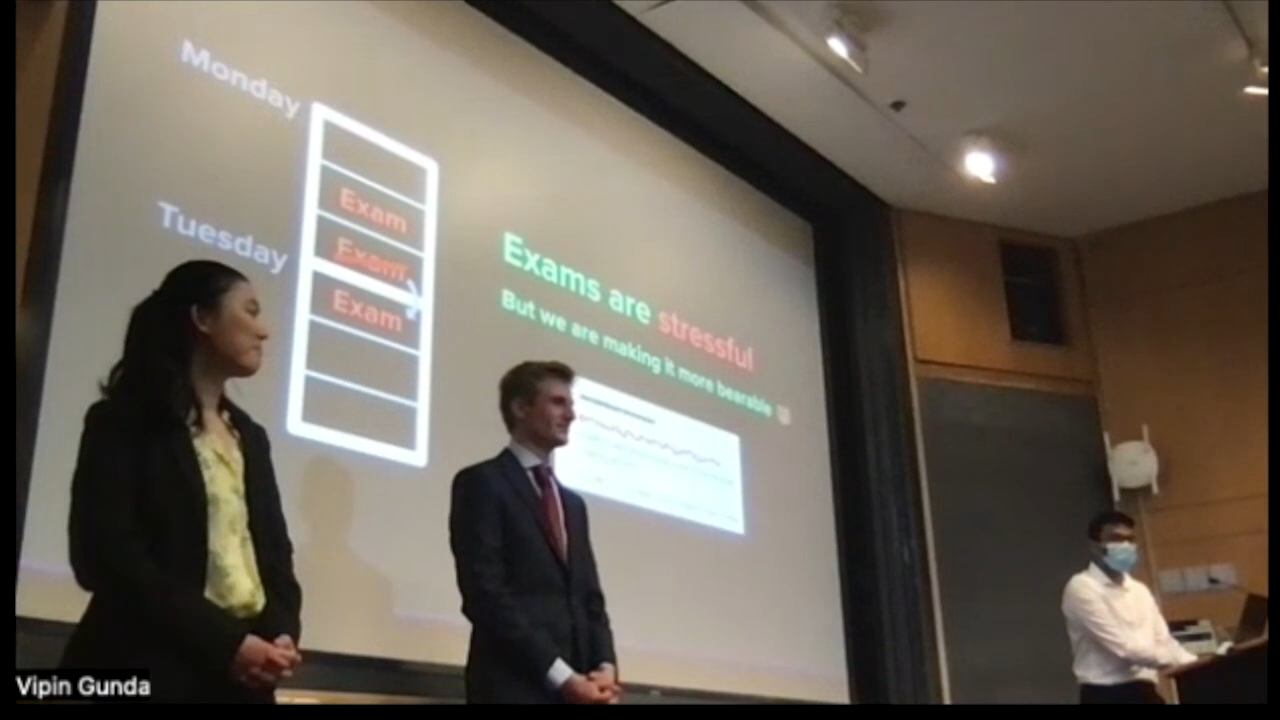 Monday
Exam
Tuesday
Exam
Exam
Exams are stressful
But we are making it more bearable
Vipin Gunda